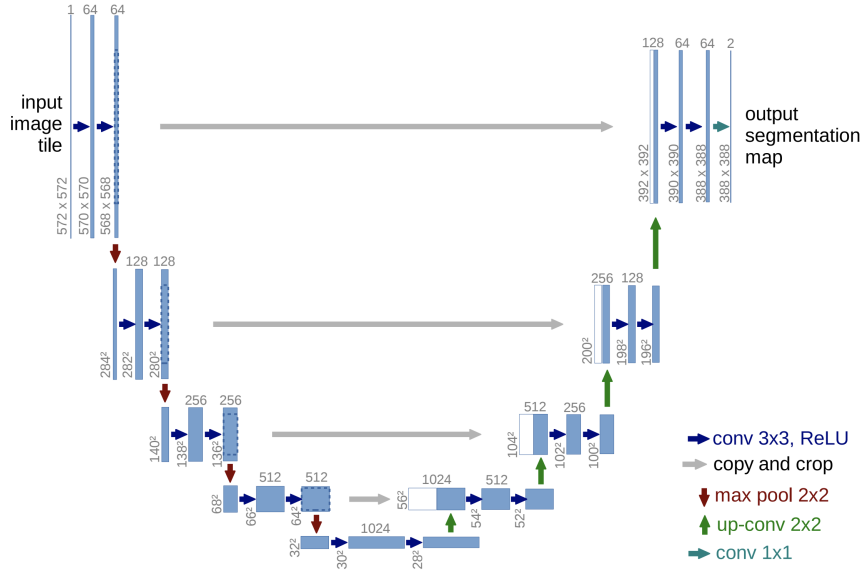 1 64 64
input
image
tile
572 x 572
570 x 570
568 x 568
128 64 64 2
output
segmentation
map
392 x 392
390 x 390
388 x 388
388 x 388
128 128
284²
282²
280²
256 128
200²
198²
196²
256 256
140²
138²
136²
512 256
104²
102²
100²
512 512
68²
66²
64²
1024 512
56²
54²
52²
1024
32²
30²
28²
conv 3x3, ReLU
copy and crop
max pool 2x2
up-conv 2x2
conv 1x1